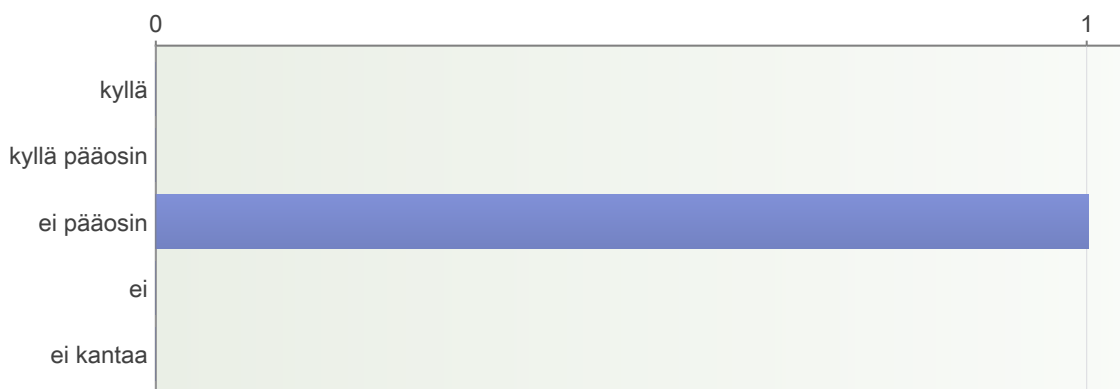 0 1
kyllä
kyllä pääosin
ei pääosin
ei
ei kantaa